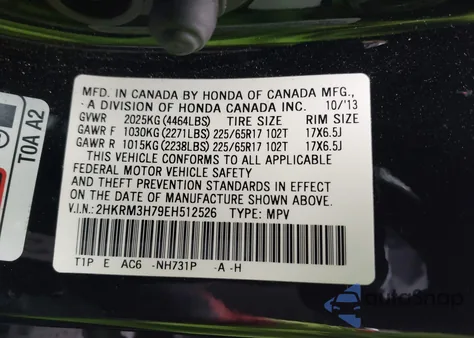 MFD. IN CANADA BY HONDA OF CANADA MFG.,
A DIVISION OF HONDA CANADA INC. 10/'13
GVWR 2025KG (4464LBS) TIRE SIZE RIM SIZE
GAWR F 1030KG (2271LBS) 225/65R17 102T 17X6.5J
GAWR R 1015KG (2238LBS) 225/65R17 102T 17X6.5J
THIS VEHICLE CONFORMS TO ALL APPLICABLE
FEDERAL MOTOR VEHICLE SAFETY
AND THEFT PREVENTION STANDARDS IN EFFECT
ON THE DATE OF MANUFACTURE
SHOWN ABOVE.
V.I.N.: 2HKRM3H79EH512526 TYPE: MPV
T1P E AC6 -NH731P -A -H
T0A A2
autoSnap